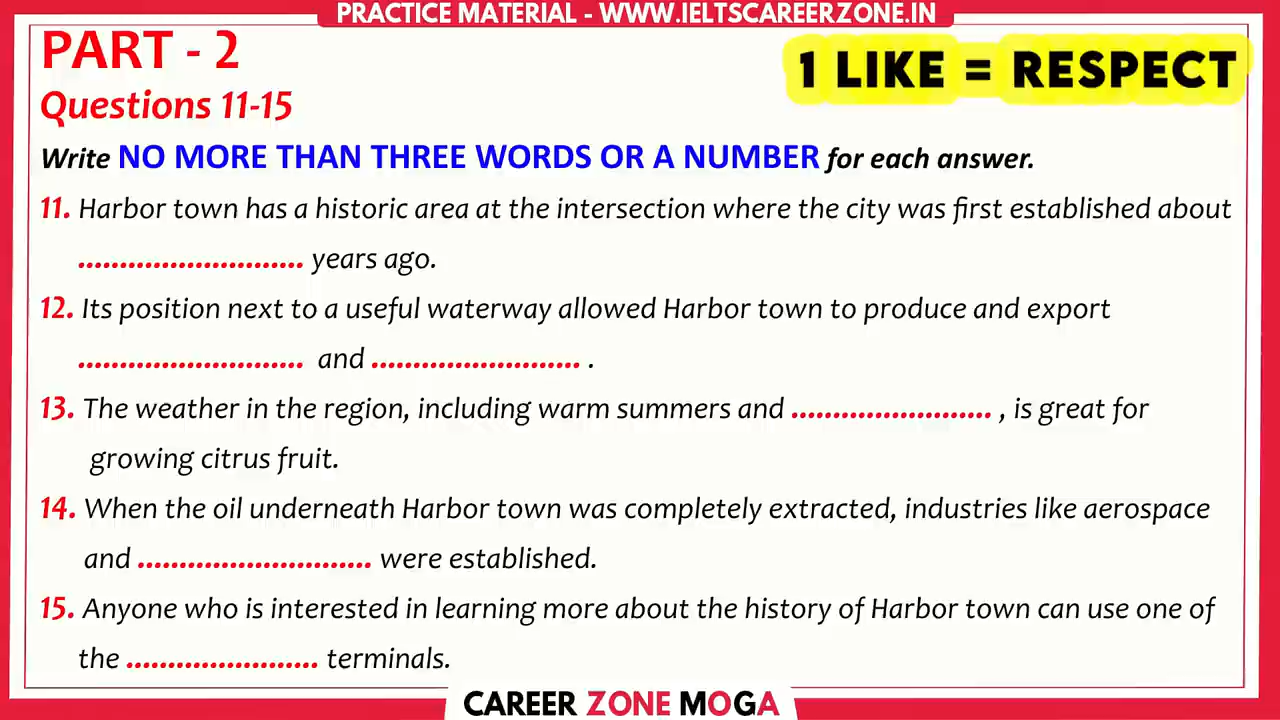 PRACTICE MATERIAL - WWW.IELTSCAREERZONE.IN
PART - 2
1 LIKE = RESPECT
Questions 11-15
Write NO MORE THAN THREE WORDS OR A NUMBER for each answer.
11. Harbor town has a historic area at the intersection where the city was first established about
........................... years ago.
12. Its position next to a useful waterway allowed Harbor town to produce and export
........................... and ......................... .
13. The weather in the region, including warm summers and ........................ , is great for
growing citrus fruit.
14. When the oil underneath Harbor town was completely extracted, industries like aerospace
and ............................ were established.
15. Anyone who is interested in learning more about the history of Harbor town can use one of
the ....................... terminals.
CAREER ZONE MOGA